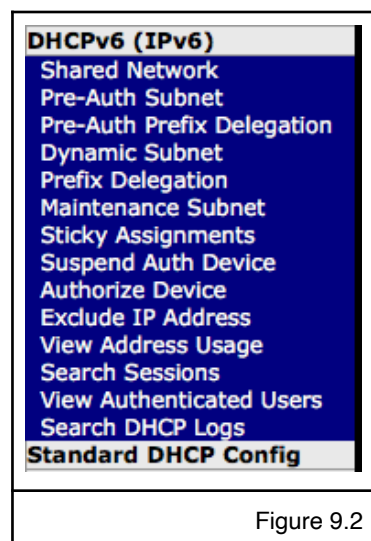 DHCPv6 (IPv6)
Shared Network
Pre-Auth Subnet
Pre-Auth Prefix Delegation
Dynamic Subnet
Prefix Delegation
Maintenance Subnet
Sticky Assignments
Suspend Auth Device
Authorize Device
Exclude IP Address
View Address Usage
Search Sessions
View Authenticated Users
Search DHCP Logs
Standard DHCP Config
Figure 9.2